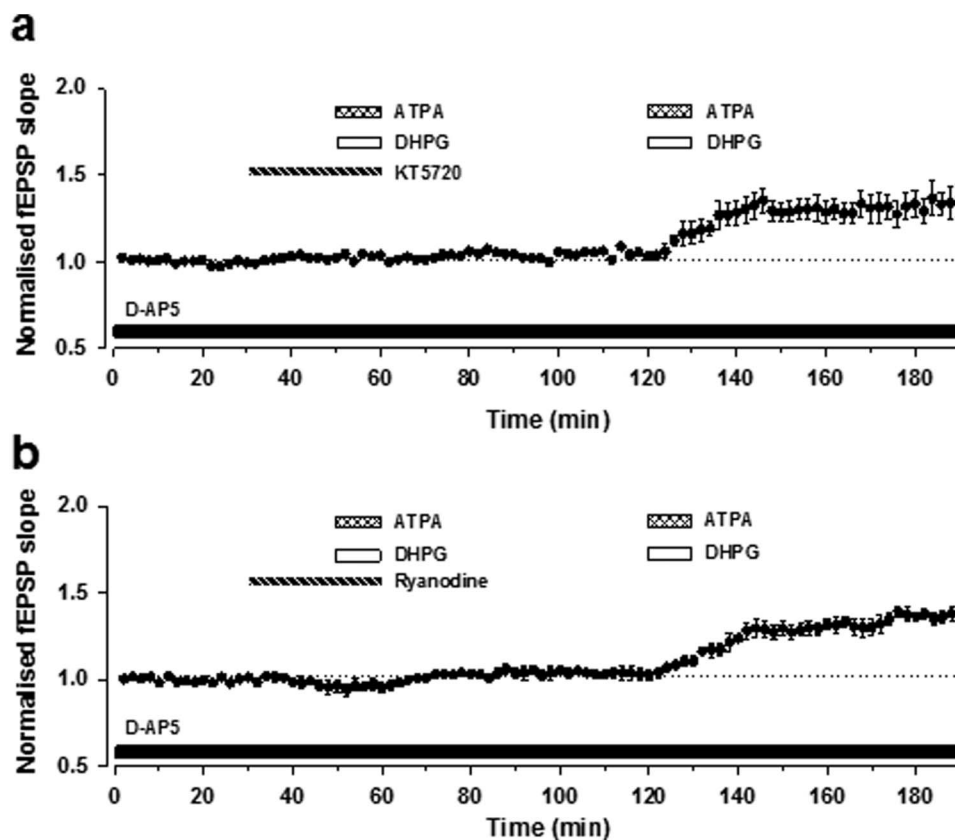 a
Normalised fEPSP slope
2.0
1.5
1.0
0.5
ATPA
ATPA
DHPG
DHPG
KT5720
D-AP5
0 20 40 60 80 100 120 140 160 180
Time (min)
b
Normalised fEPSP slope
2.0
1.5
1.0
0.5
ATPA
ATPA
DHPG
DHPG
Ryanodine
D-AP5
0 20 40 60 80 100 120 140 160 180
Time (min)